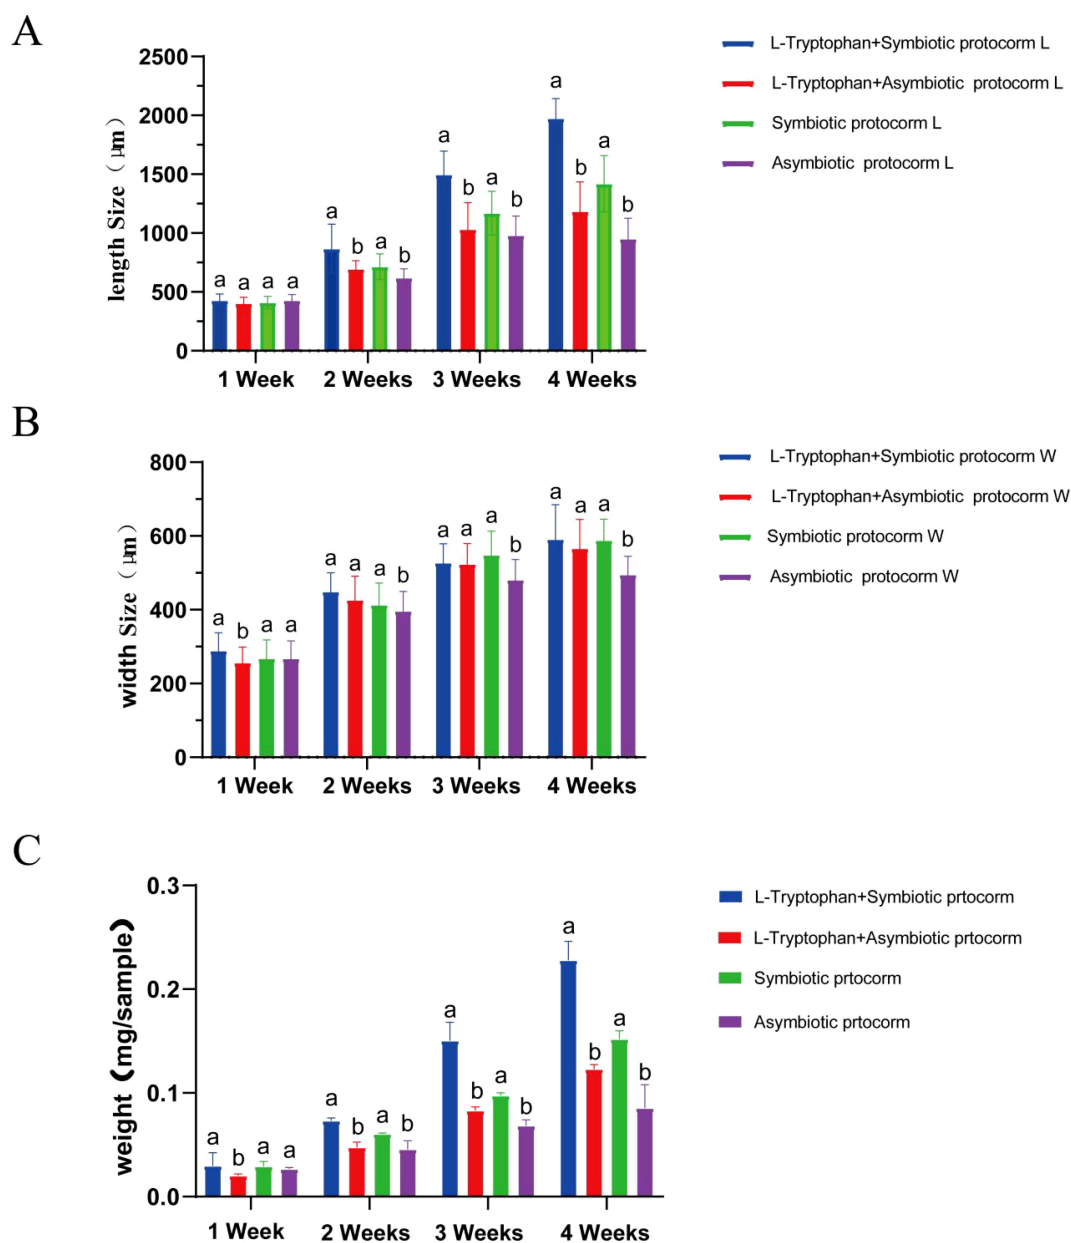 A
2500
2000
1500
1000
500
0
length Size（μm）
a a a a
a b a b
a b a b
a b a b
1 Week 2 Weeks 3 Weeks 4 Weeks
L-Tryptophan+Symbiotic protocorm L
L-Tryptophan+Asymbiotic protocorm L
Symbiotic protocorm L
Asymbiotic protocorm L
B
800
600
400
200
0
width Size（μm）
a b a a
a a a b
a a a b
a a a b
1 Week 2 Weeks 3 Weeks 4 Weeks
L-Tryptophan+Symbiotic protocorm W
L-Tryptophan+Asymbiotic protocorm W
Symbiotic protocorm W
Asymbiotic protocorm W
C
0.3
0.2
0.1
0.0
weight（mg/sample）
a b a a
a b a b
a b a b
a b a b
1 Week 2 Weeks 3 Weeks 4 Weeks
L-Tryptophan+Symbiotic prtocorm
L-Tryptophan+Asymbiotic prtocorm
Symbiotic prtocorm
Asymbiotic prtocorm